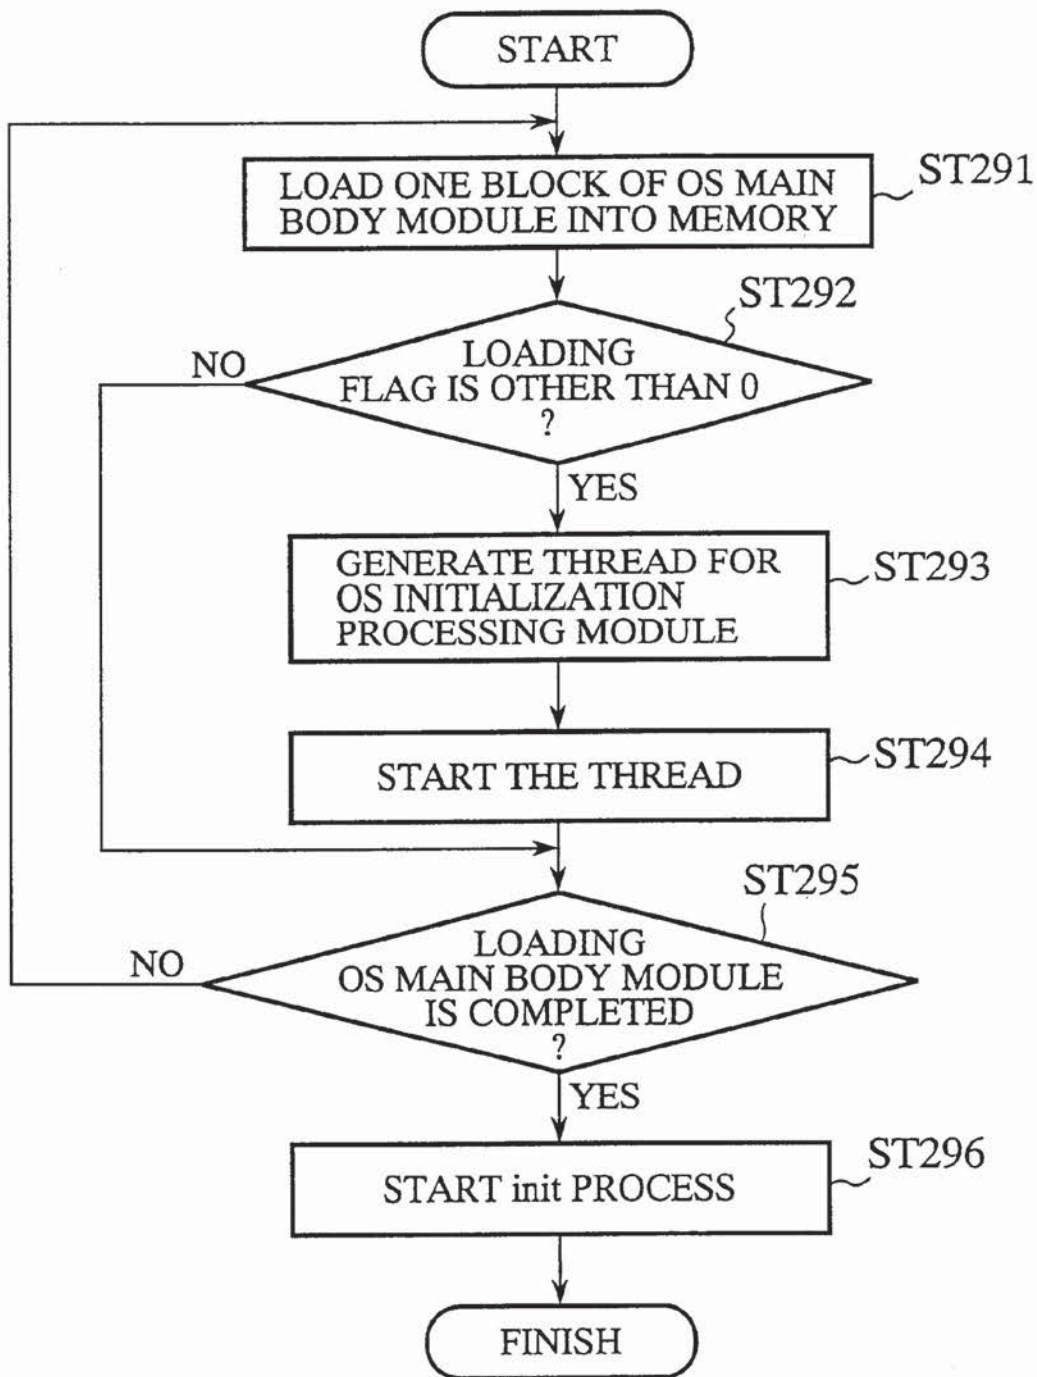 START
LOAD ONE BLOCK OF OS MAIN
BODY MODULE INTO MEMORY
ST291
ST292
LOADING
FLAG IS OTHER THAN 0
?
NO
YES
GENERATE THREAD FOR
OS INITIALIZATION
PROCESSING MODULE
ST293
START THE THREAD
ST294
ST295
LOADING
OS MAIN BODY MODULE
IS COMPLETED
?
NO
YES
START init PROCESS
ST296
FINISH